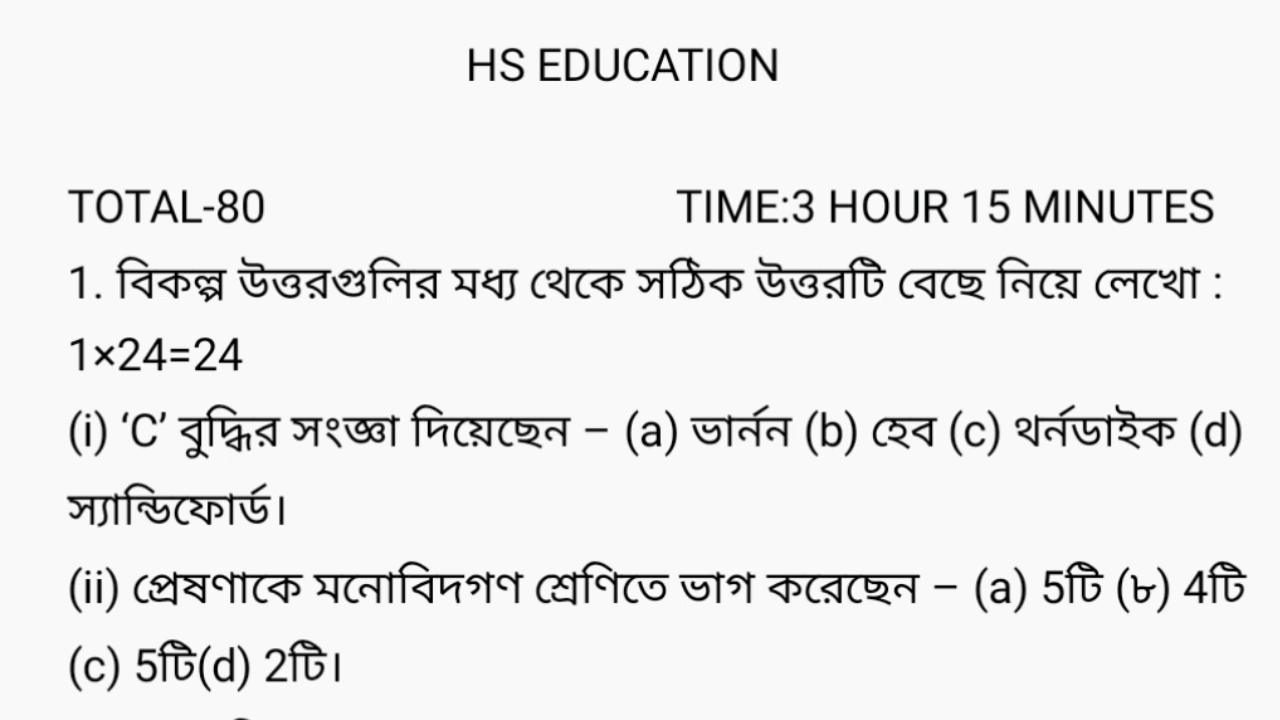 HS EDUCATION
TOTAL-80 TIME:3 HOUR 15 MINUTES
1. বিকল্প উত্তরগুলির মধ্য থেকে সঠিক উত্তরটি বেছে নিয়ে লেখো :
1×24=24
(i) ‘C’ বুদ্ধির সংজ্ঞা দিয়েছেন – (a) ভার্নন (b) হেব (c) থর্নডাইক (d)
স্যান্ডিফোর্ড।
(ii) প্রেষণাকে মনোবিদগণ শ্রেণিতে ভাগ করেছেন – (a) 5টি (৮) 4টি
(c) 5টি(d) 2টি।